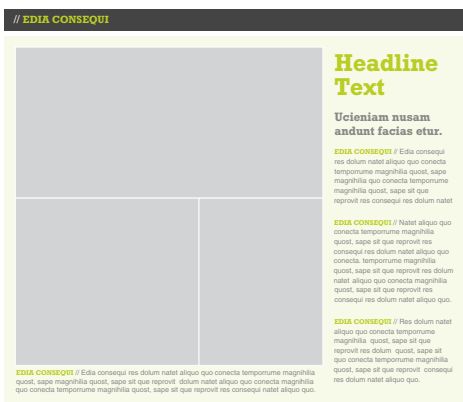 // EDIA CONSEQUI
Headline
Text
Ucieniam nusam
andunt facias etur.
EDIA CONSEQUI // Edia consequi
res dolum natet aliquo quo conecta
temporrume magnihilia quost, sape
magnihilia quo conecta temporrume
magnihilia quost, sape sit que
reprovit res consequi res dolum natet
EDIA CONSEQUI // Natet aliquo quo
conecta temporrume magnihilia
quost, sape sit que reprovit res
consequi res dolum natet aliquo quo
conecta. temporrume magnihilia
quost, sape sit que reprovit res dolum
natet aliquo quo conecta magnihilia
quost, sape sit que reprovit res
consequi res dolum natet aliquo quo.
EDIA CONSEQUI // Res dolum natet
aliquo quo conecta temporrume
magnihilia quost, sape sit que
reprovit res dolum quost, sape sit
quo conecta temporrume magnihilia
quost, sape sit que reprovit consequi
res dolum natet aliquo quo.
EDIA CONSEQUI // Edia consequi res dolum natet aliquo quo conecta temporrume magnihilia
quost, sape magnihilia quost, sape sit que reprovit dolum natet aliquo quo conecta magnihilia
quo conecta temporrume magnihilia quost, sape sit que reprovit res dolum natet aliquo quo.